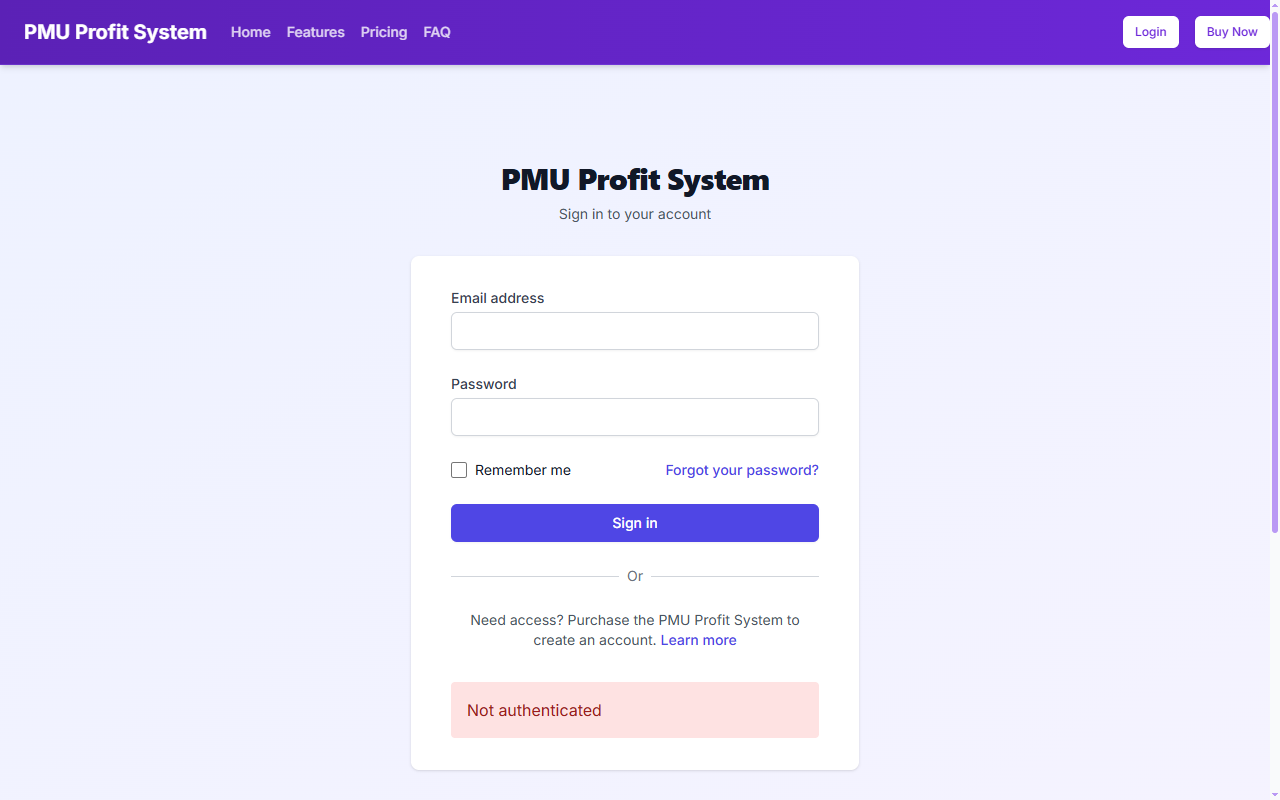 PMU Profit System Home Features Pricing FAQ Login Buy Now
PMU Profit System
Sign in to your account
Email address
Password
Remember me Forgot your password?
Sign in
Or
Need access? Purchase the PMU Profit System to
create an account. Learn more
Not authenticated